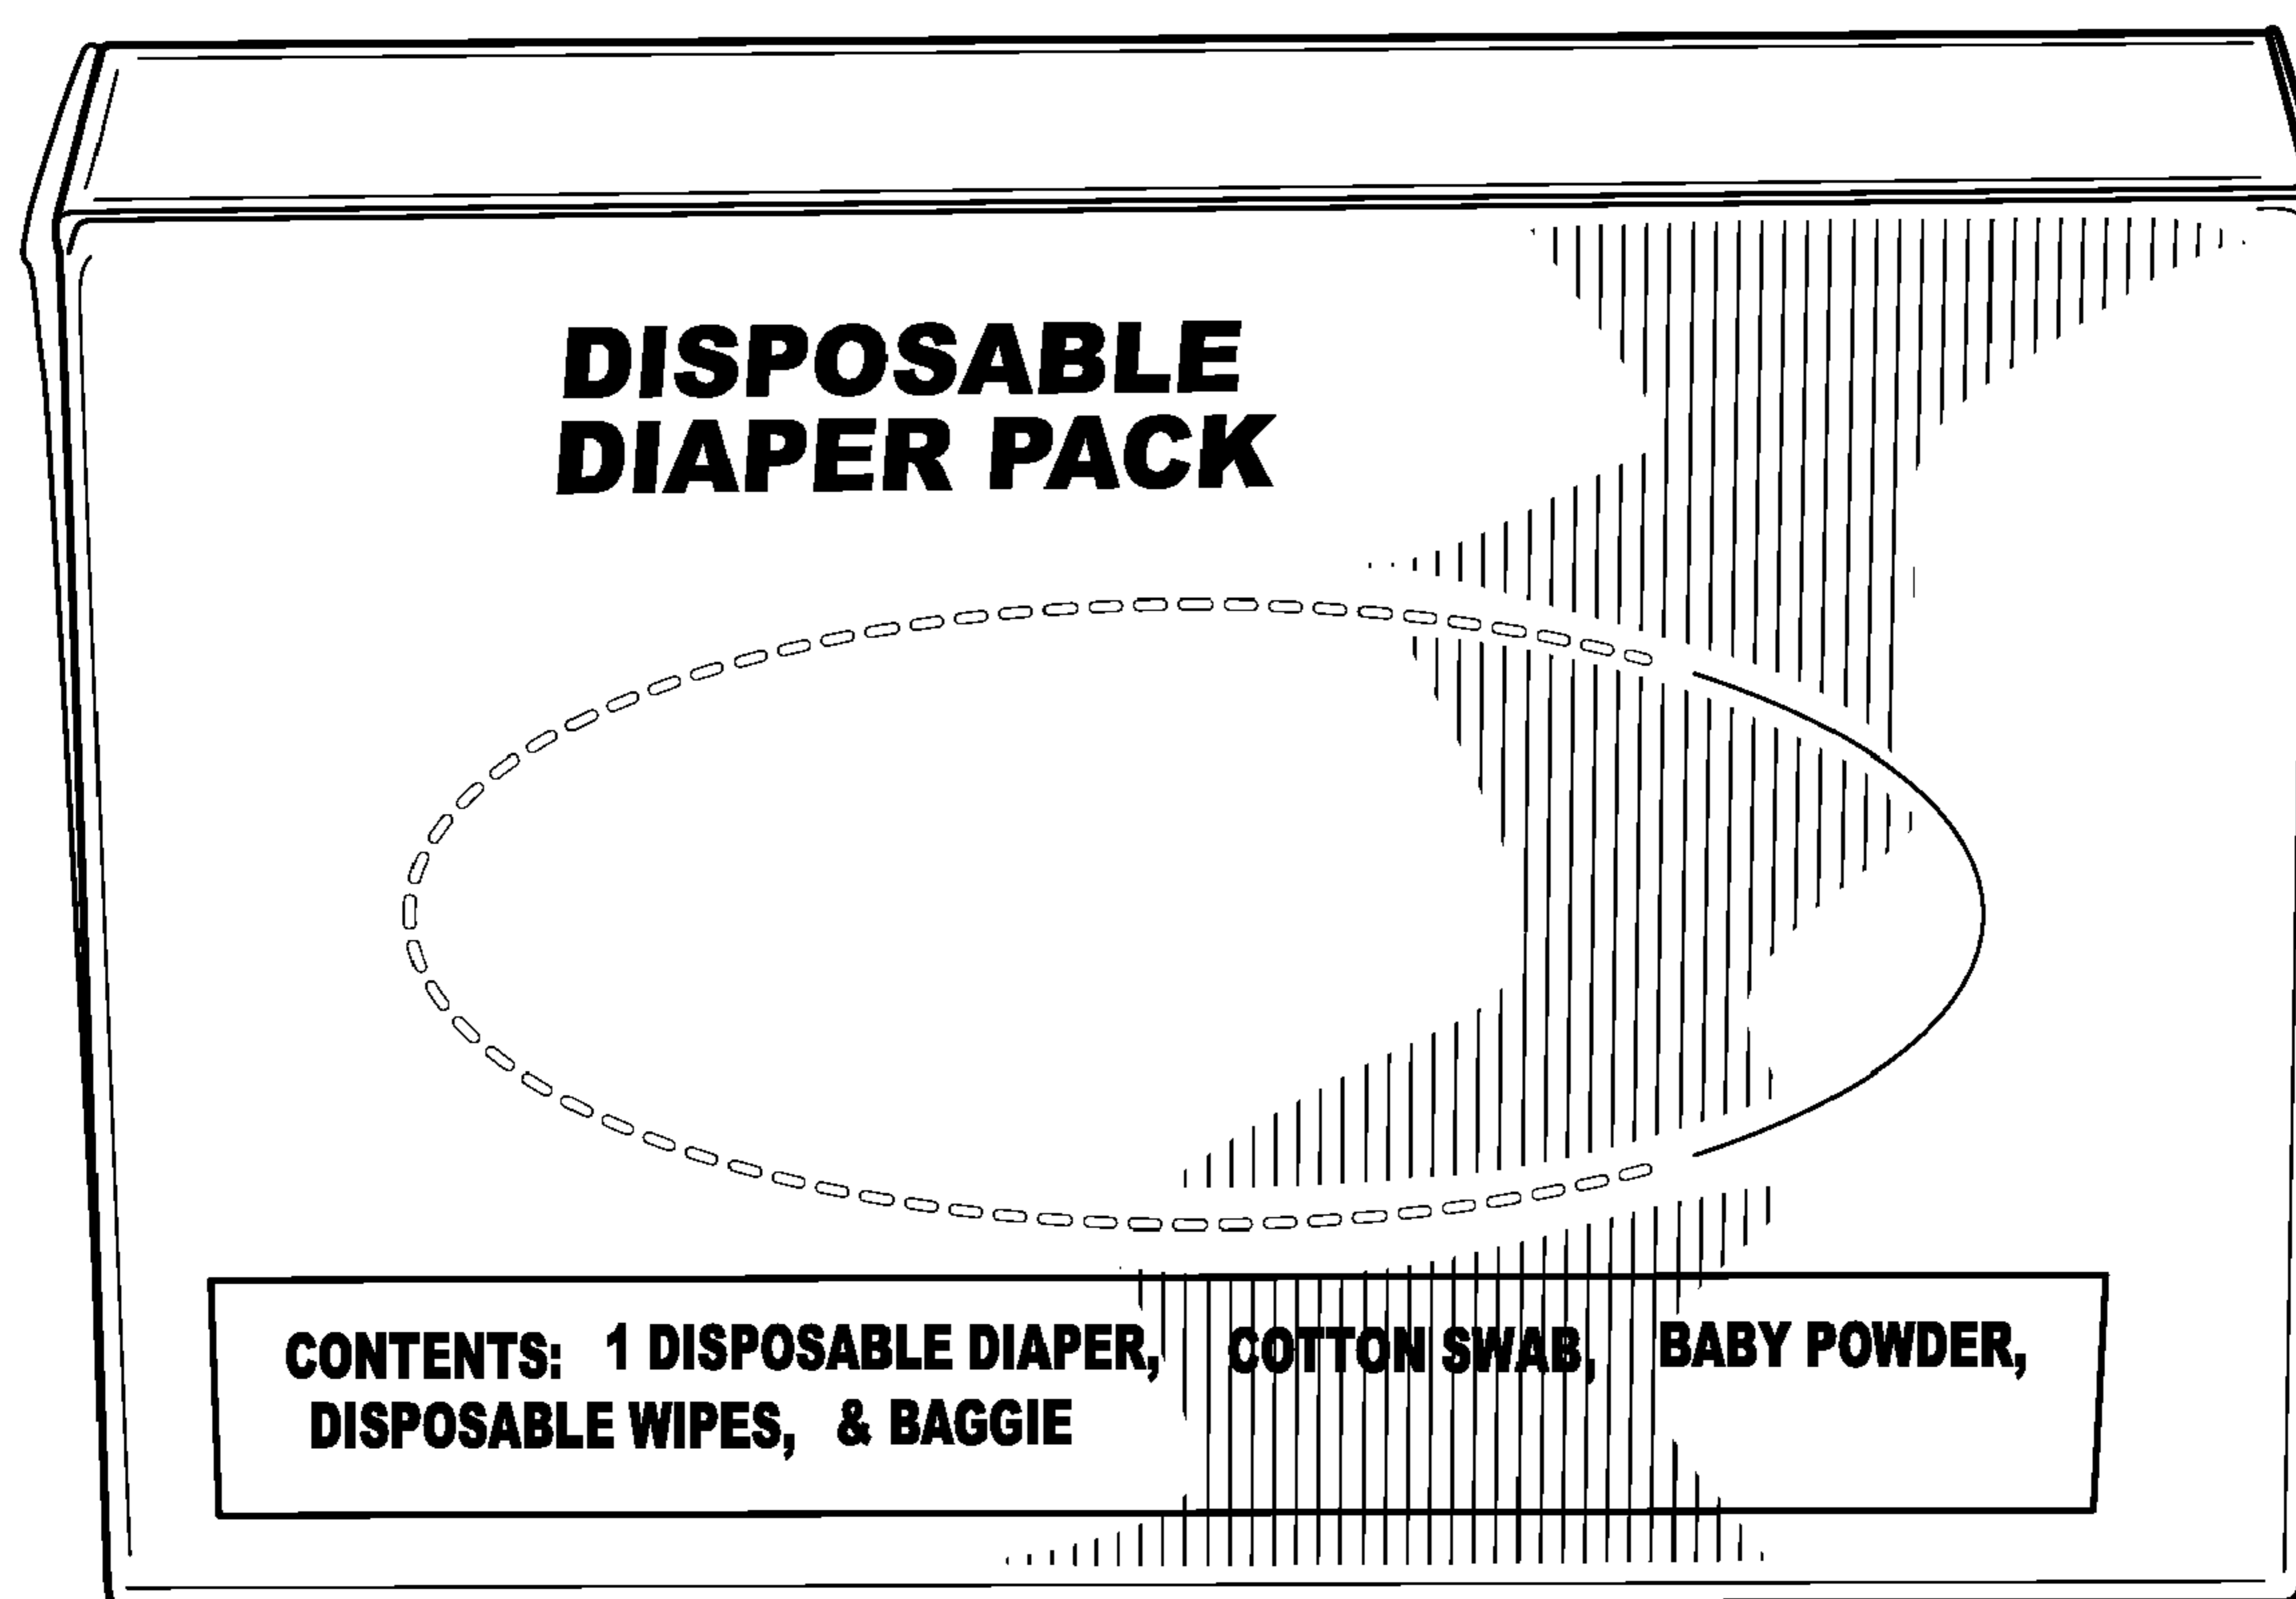 DISPOSABLE
DIAPER PACK
CONTENTS: 1 DISPOSABLE DIAPER, COTTON SWAB, BABY POWDER,
DISPOSABLE WIPES, & BAGGIE